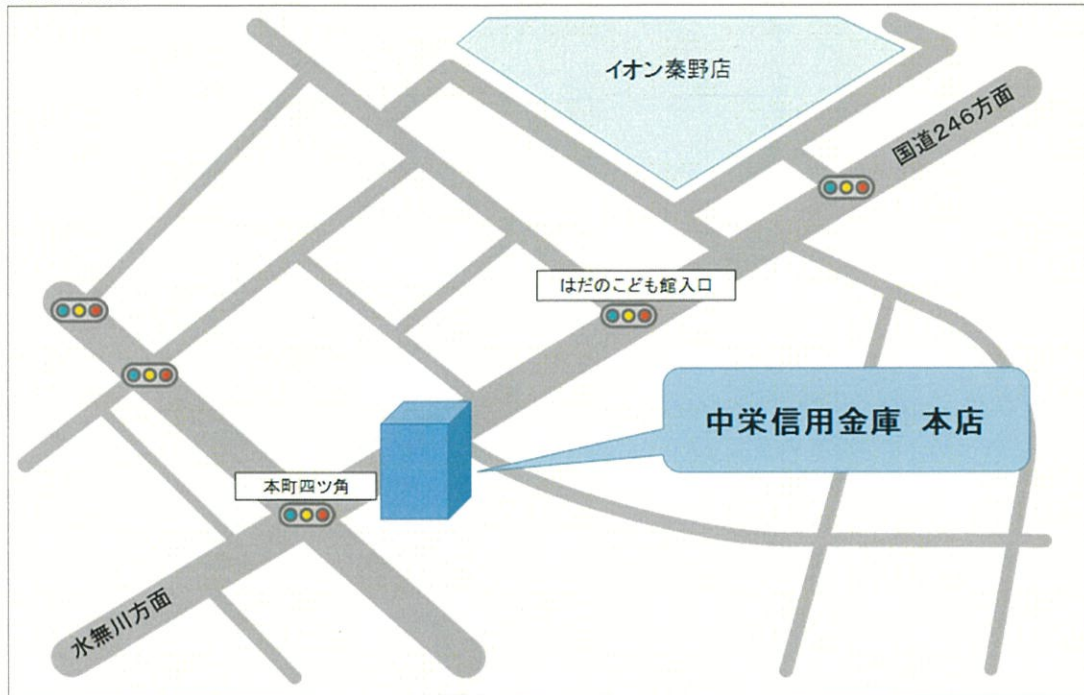 イオン秦野店
国道246方面
はだのこども館入口
中栄信用金庫 本店
本町四ツ角
水無川方面